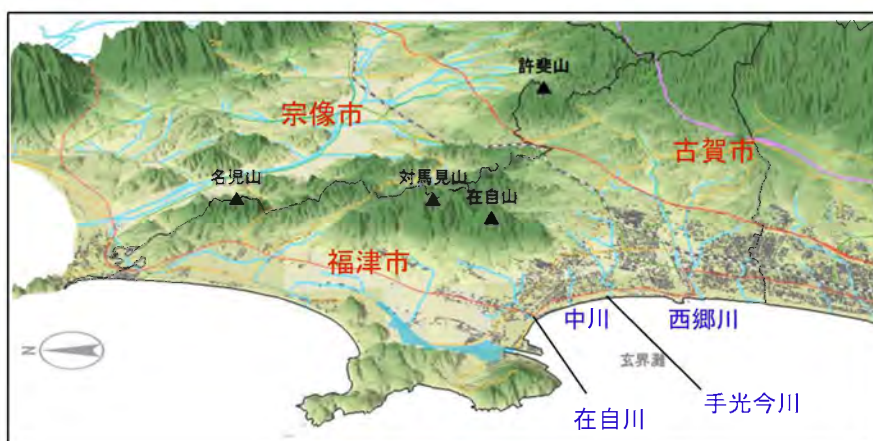 許斐山
宗像市
古賀市
名児山
対馬見山
在自山
福津市
中川
西郷川
N
玄界灘
手光今川
在自川